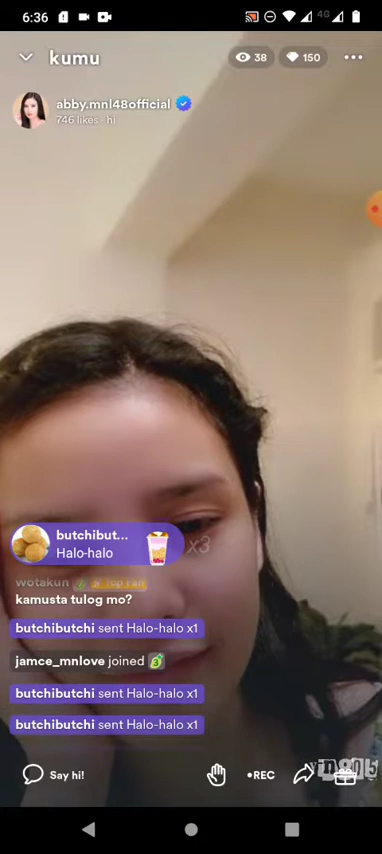 6:36
4G
kumu
38
150
abby.mnl48official
746 likes · hi
butchibut...
Halo-halo
x3
wotakun
kamusta tulog mo?
butchibutchi sent Halo-halo x1
jamce_mnlove joined 3
butchibutchi sent Halo-halo x1
butchibutchi sent Halo-halo x1
Say hi!
•REC